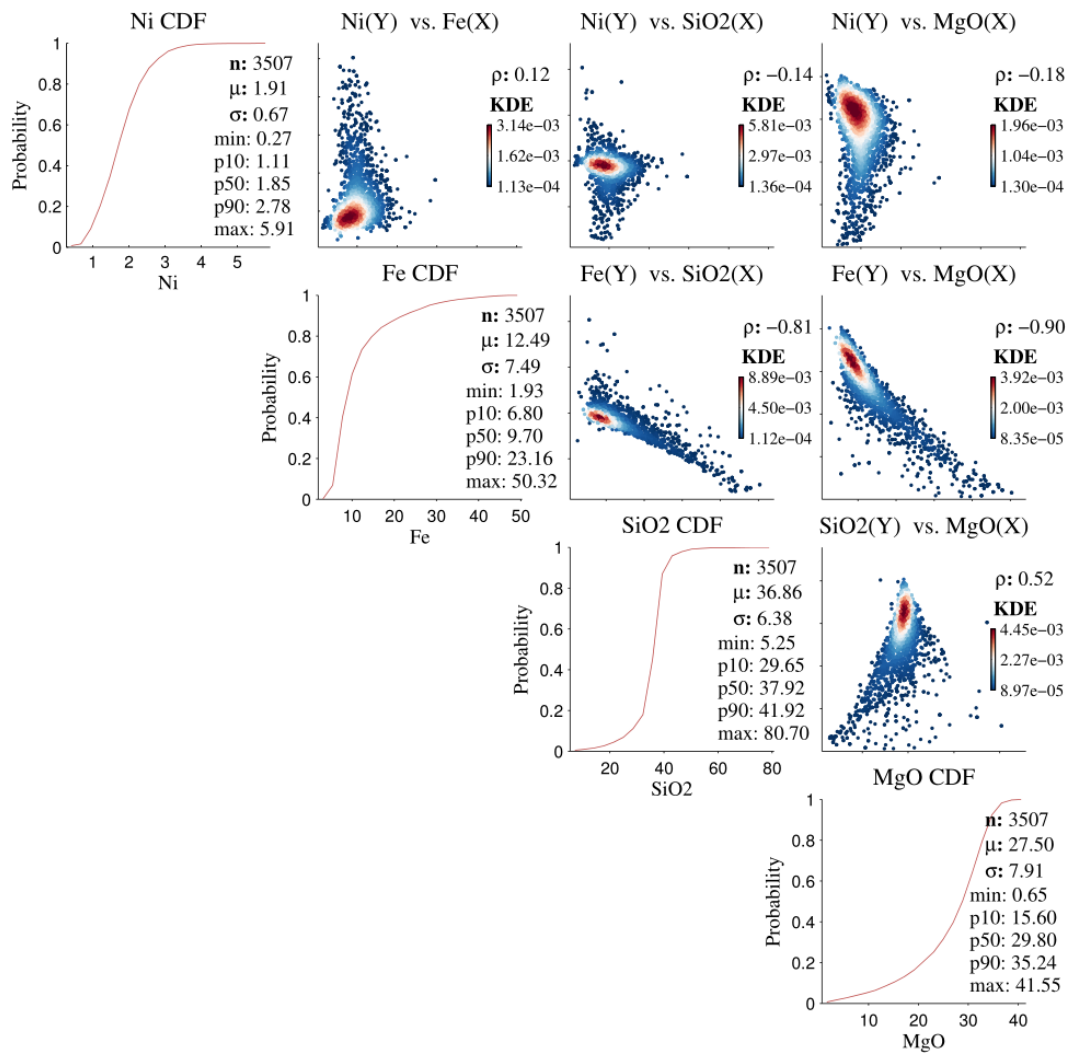 Ni CDF
Ni(Y) vs. Fe(X)
Ni(Y) vs. SiO2(X)
Ni(Y) vs. MgO(X)
Probability
1
0.8
0.6
0.4
0.2
0
n: 3507
μ: 1.91
σ: 0.67
min: 0.27
p10: 1.11
p50: 1.85
p90: 2.78
max: 5.91
1 2 3 4 5
Ni
ρ: 0.12
KDE
3.14e−03
1.62e−03
1.13e−04
ρ: −0.14
KDE
5.81e−03
2.97e−03
1.36e−04
ρ: −0.18
KDE
1.96e−03
1.04e−03
1.30e−04
Fe CDF
Fe(Y) vs. SiO2(X)
Fe(Y) vs. MgO(X)
Probability
1
0.8
0.6
0.4
0.2
0
n: 3507
μ: 12.49
σ: 7.49
min: 1.93
p10: 6.80
p50: 9.70
p90: 23.16
max: 50.32
10 20 30 40 50
Fe
ρ: −0.81
KDE
8.89e−03
4.50e−03
1.12e−04
ρ: −0.90
KDE
3.92e−03
2.00e−03
8.35e−05
SiO2 CDF
SiO2(Y) vs. MgO(X)
Probability
1
0.8
0.6
0.4
0.2
0
n: 3507
μ: 36.86
σ: 6.38
min: 5.25
p10: 29.65
p50: 37.92
p90: 41.92
max: 80.70
20 40 60 80
SiO2
ρ: 0.52
KDE
4.45e−03
2.27e−03
8.97e−05
MgO CDF
Probability
1
0.8
0.6
0.4
0.2
0
n: 3507
μ: 27.50
σ: 7.91
min: 0.65
p10: 15.60
p50: 29.80
p90: 35.24
max: 41.55
10 20 30 40
MgO